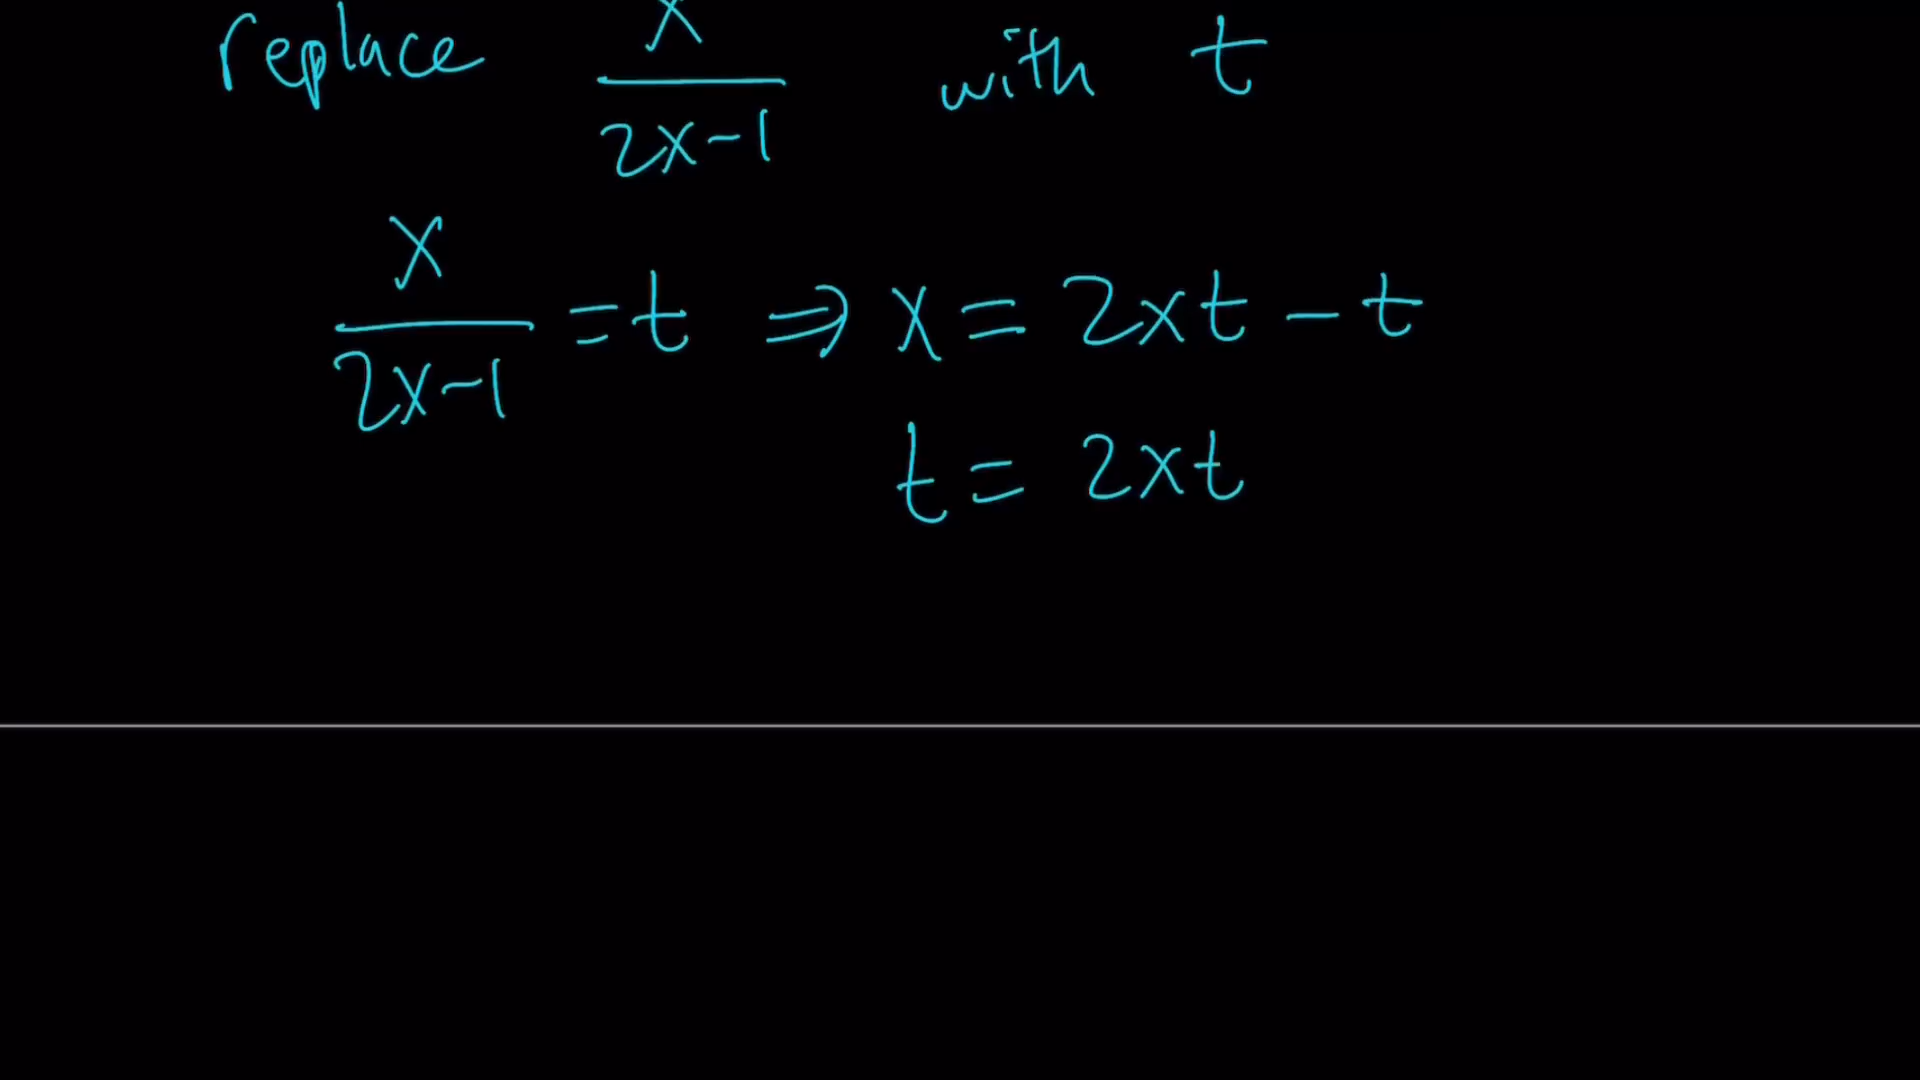 replace x/(2x-1) with t
x/(2x-1) = t ⇒ x = 2xt - t
t = 2xt